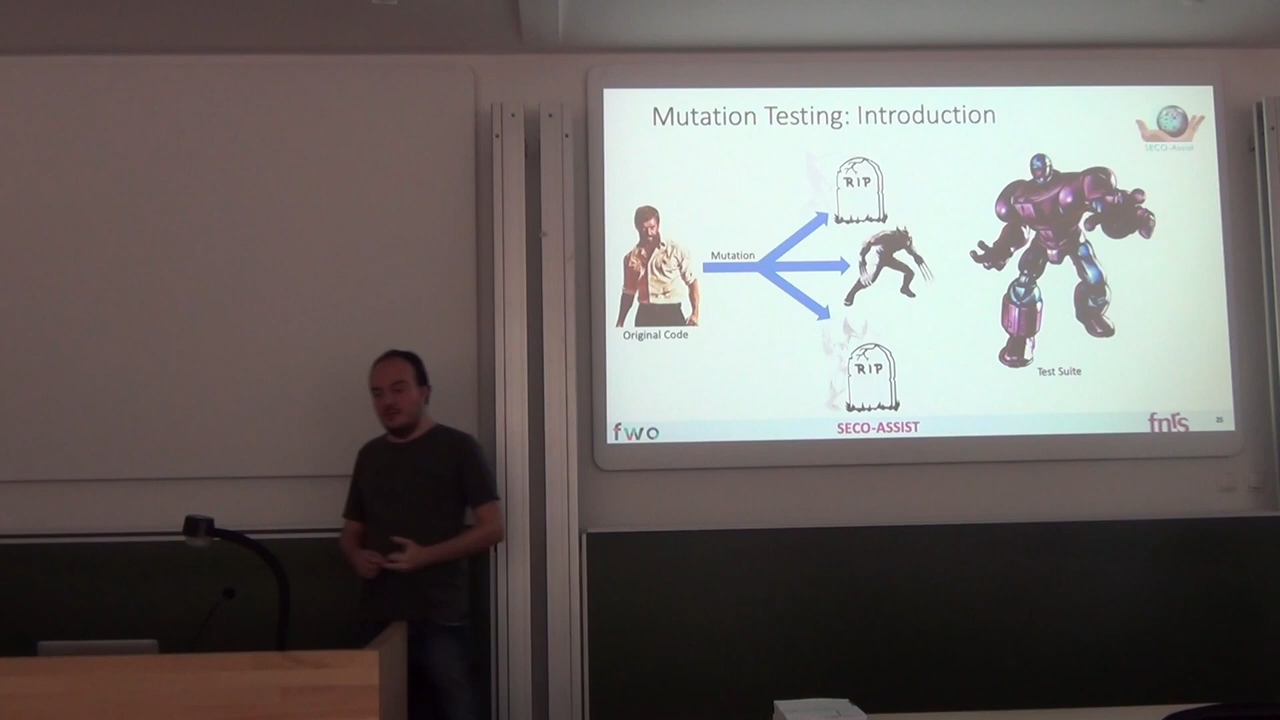 Mutation Testing: Introduction
SECO-Assist
RIP
Mutation
Original Code
RIP
Test Suite
fwo
SECO-ASSIST
fnrs
25